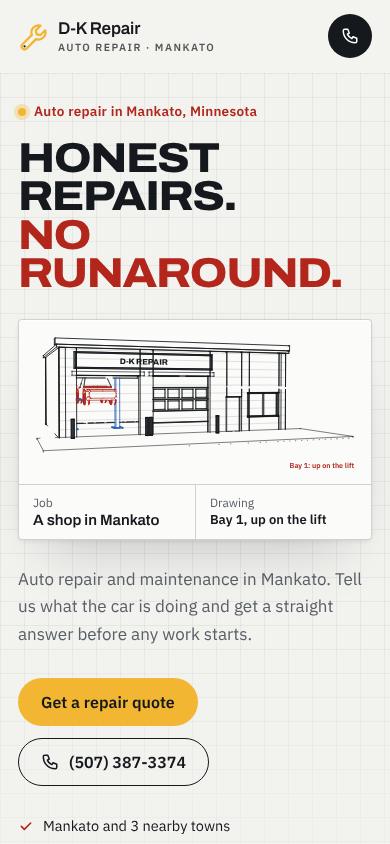 D-K Repair
AUTO REPAIR · MANKATO
Auto repair in Mankato, Minnesota
HONEST
REPAIRS.
NO
RUNAROUND.
D-K REPAIR
Bay 1: up on the lift
Job
A shop in Mankato
Drawing
Bay 1, up on the lift
Auto repair and maintenance in Mankato. Tell
us what the car is doing and get a straight
answer before any work starts.
Get a repair quote
(507) 387-3374
Mankato and 3 nearby towns